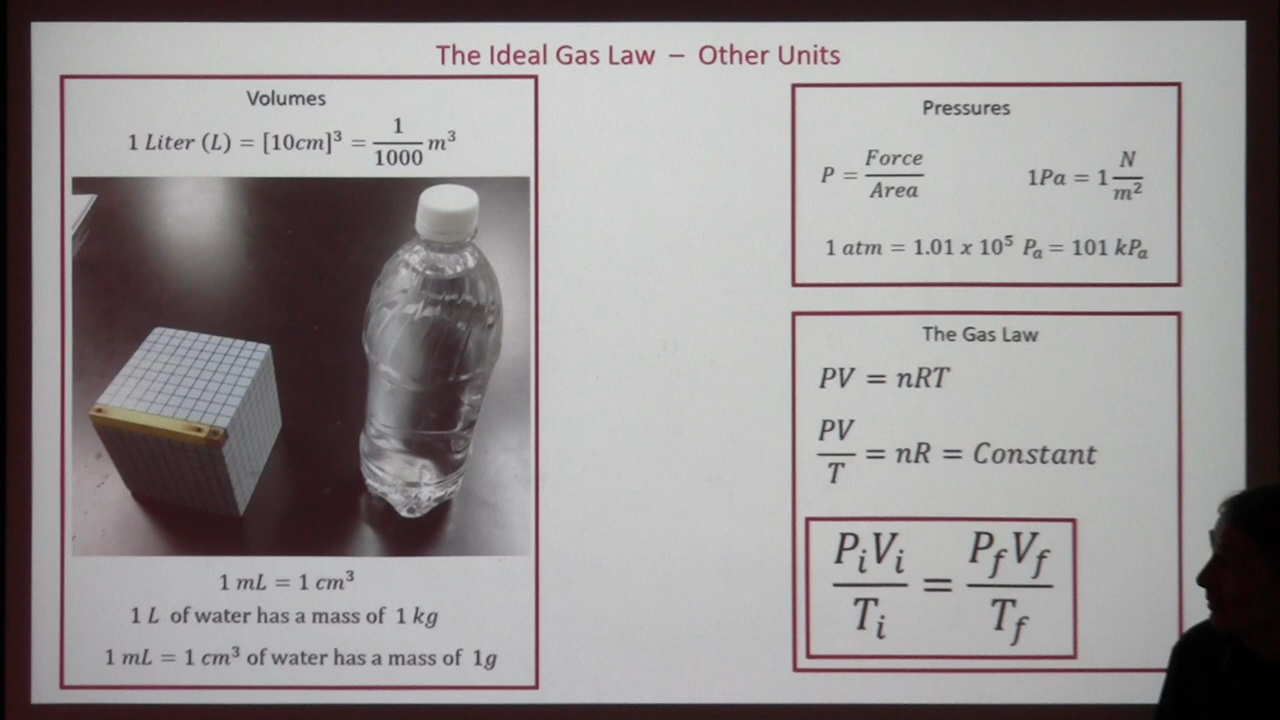 The Ideal Gas Law – Other Units
Volumes
1 Liter (L) = [10cm]³ = 1/1000 m³
1 mL = 1 cm³
1 L of water has a mass of 1 kg
1 mL = 1 cm³ of water has a mass of 1g
Pressures
P = Force/Area
1Pa = 1 N/m²
1 atm = 1.01 x 10⁵ Pₐ = 101 kPₐ
The Gas Law
PV = nRT
PV/T = nR = Constant
PᵢVᵢ/Tᵢ = P_fV_f/T_f